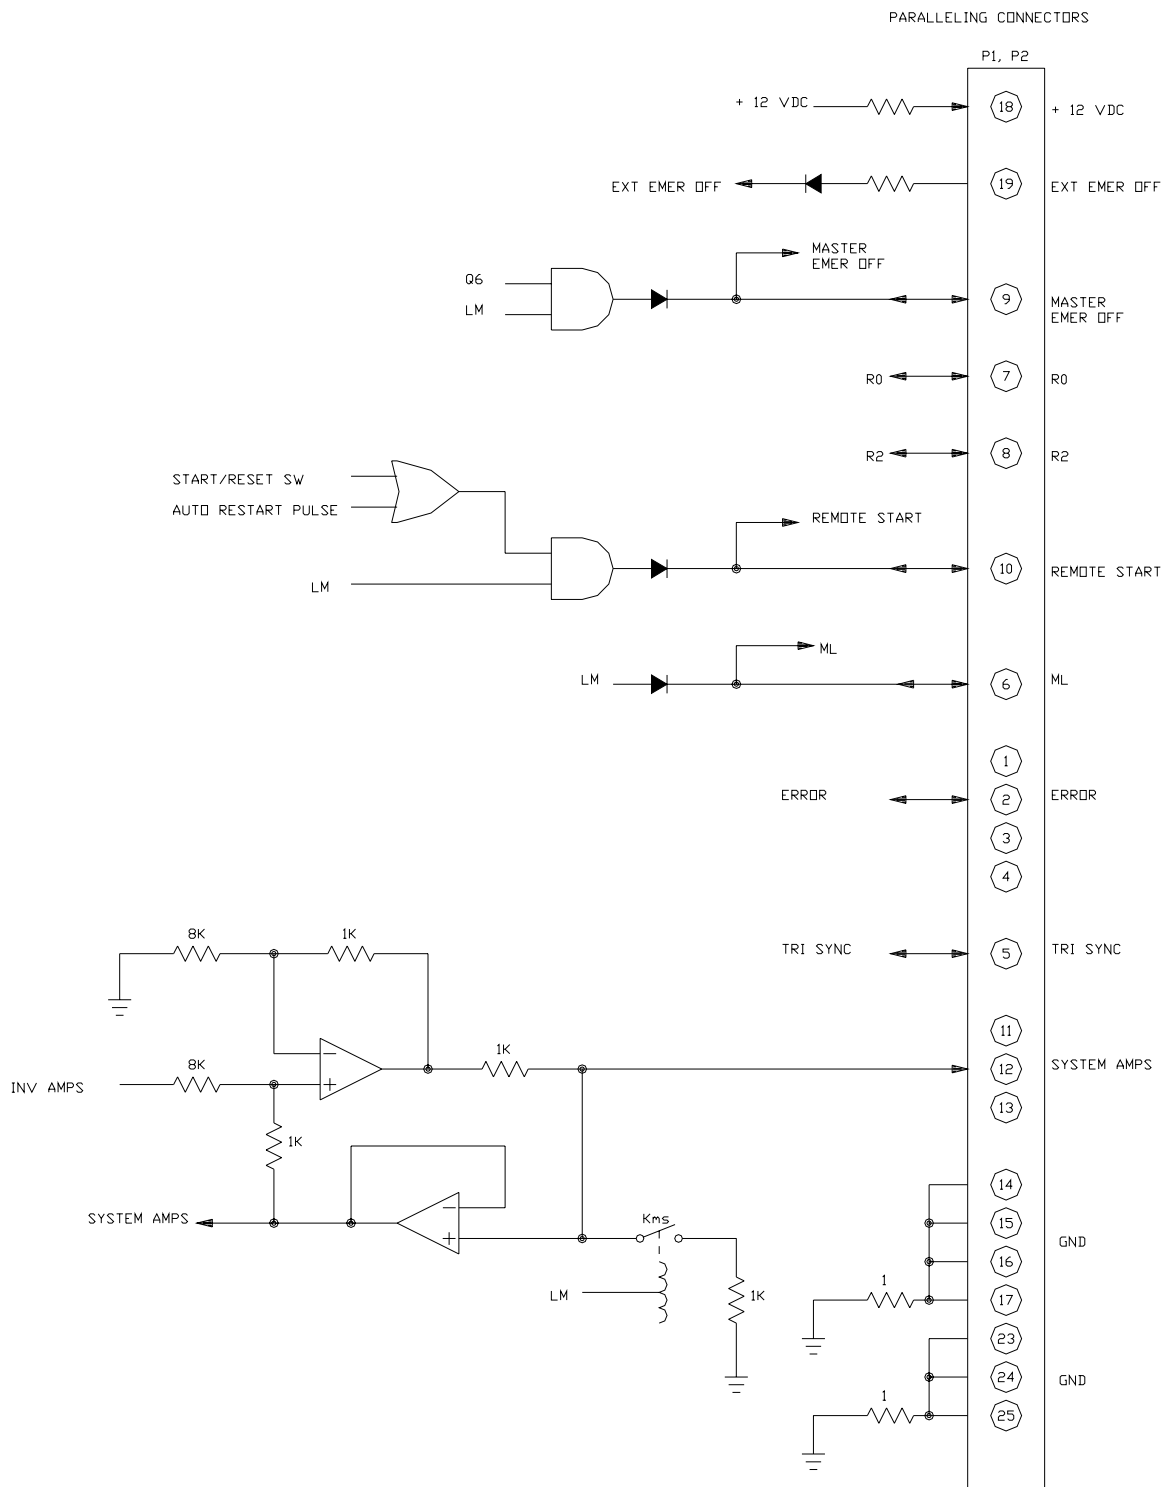 PARALLELING CONNECTORS
P1, P2
+ 12 VDC
18
+ 12 VDC
EXT EMER OFF
19
EXT EMER OFF
MASTER
EMER OFF
Q6
LM
9
MASTER
EMER OFF
R0
7
R0
R2
8
R2
START/RESET SW
AUTO RESTART PULSE
REMOTE START
LM
10
REMOTE START
ML
LM
6
ML
1
ERROR
2
ERROR
3
4
8K
1K
TRI SYNC
5
TRI SYNC
11
INV AMPS
8K
−
+
1K
12
SYSTEM AMPS
13
1K
14
SYSTEM AMPS
−
+
Kms
15
GND
16
LM
1K
1
17
23
24
GND
1
25